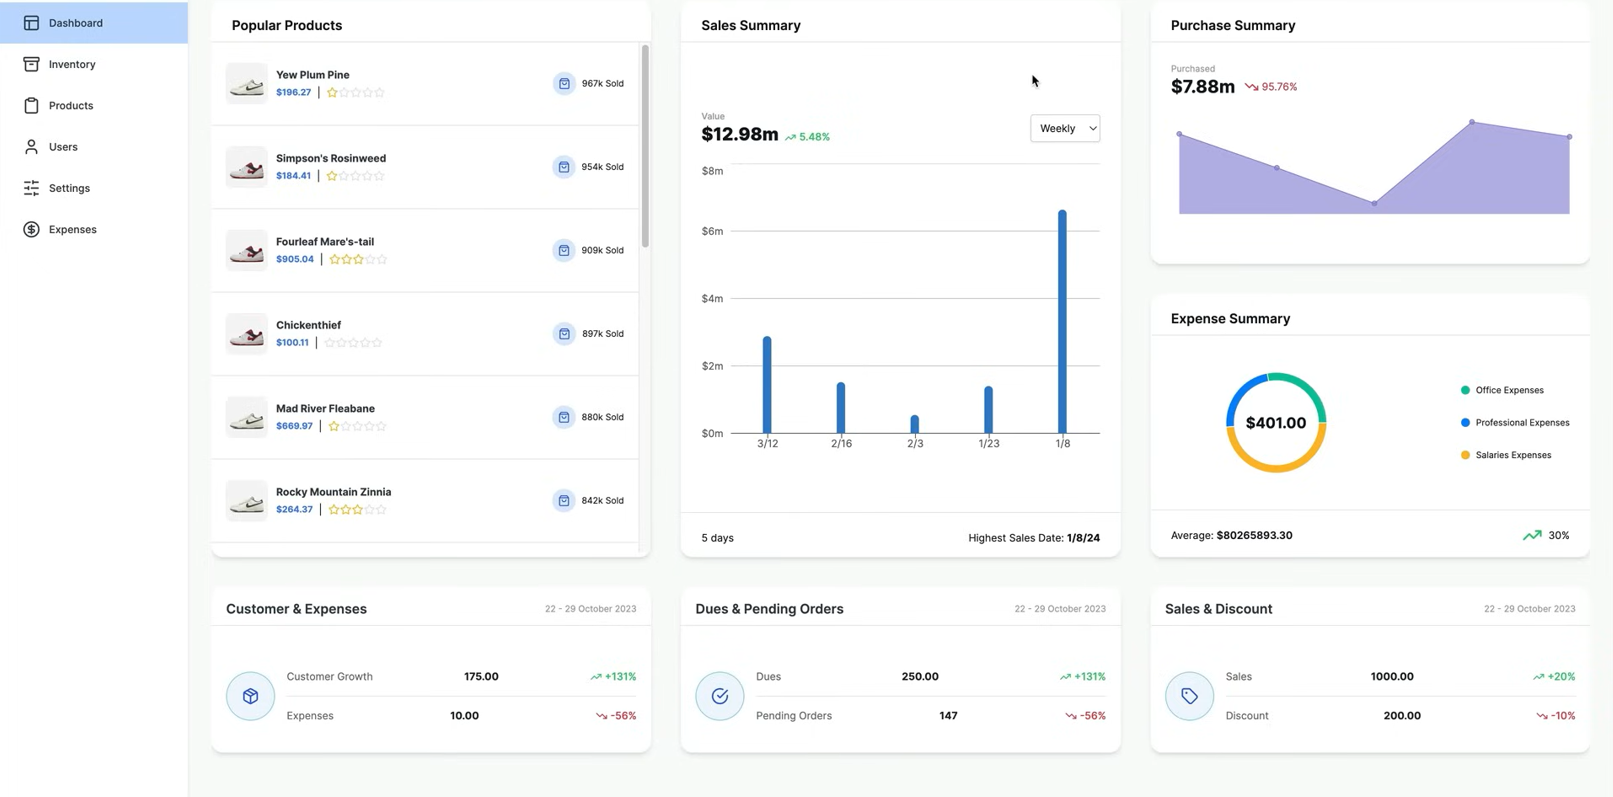 Dashboard
Inventory
Products
Users
Settings
Expenses
Popular Products
Yew Plum Pine
$196.27 |
967k Sold
Simpson's Rosinweed
$184.41 |
954k Sold
Fourleaf Mare's-tail
$905.04 |
909k Sold
Chickenthief
$100.11 |
897k Sold
Mad River Fleabane
$669.97 |
880k Sold
Rocky Mountain Zinnia
$264.37 |
842k Sold
Sales Summary
Value
$12.98m 5.48%
Weekly
$8m
$6m
$4m
$2m
$0m
3/12 2/16 2/3 1/23 1/8
5 days
Highest Sales Date: 1/8/24
Purchase Summary
Purchased
$7.88m 95.76%
Expense Summary
$401.00
Office Expenses
Professional Expenses
Salaries Expenses
Average: $80265893.30
30%
Customer & Expenses
22 - 29 October 2023
Customer Growth 175.00 +131%
Expenses 10.00 -56%
Dues & Pending Orders
22 - 29 October 2023
Dues 250.00 +131%
Pending Orders 147 -56%
Sales & Discount
22 - 29 October 2023
Sales 1000.00 +20%
Discount 200.00 -10%